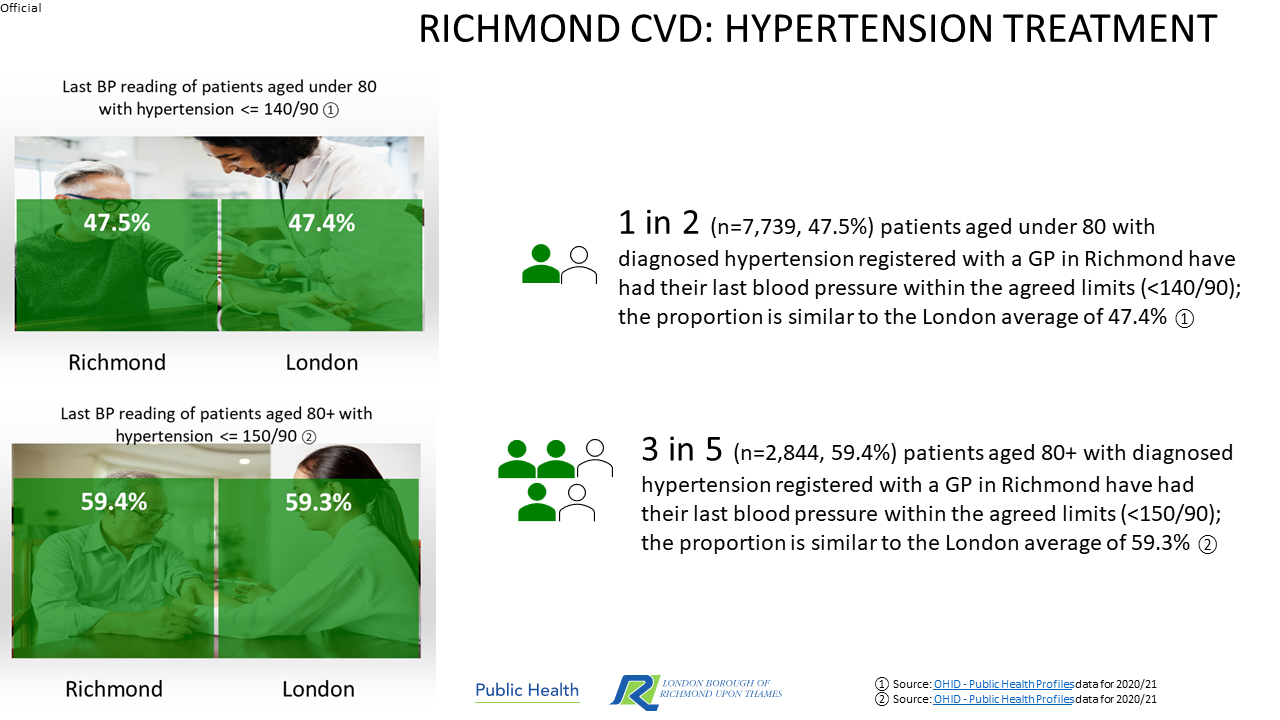 Official
RICHMOND CVD: HYPERTENSION TREATMENT
Last BP reading of patients aged under 80
with hypertension <= 140/90 ①
47.5%
47.4%
Richmond
London
1 in 2 (n=7,739, 47.5%) patients aged under 80 with
diagnosed hypertension registered with a GP in Richmond have
had their last blood pressure within the agreed limits (<140/90);
the proportion is similar to the London average of 47.4% ①
Last BP reading of patients aged 80+ with
hypertension <= 150/90 ②
59.4%
59.3%
Richmond
London
3 in 5 (n=2,844, 59.4%) patients aged 80+ with diagnosed
hypertension registered with a GP in Richmond have had
their last blood pressure within the agreed limits (<150/90);
the proportion is similar to the London average of 59.3% ②
Public Health
LONDON BOROUGH OF
RICHMOND UPON THAMES
① Source: OHID - Public Health Profiles data for 2020/21
② Source: OHID - Public Health Profiles data for 2020/21